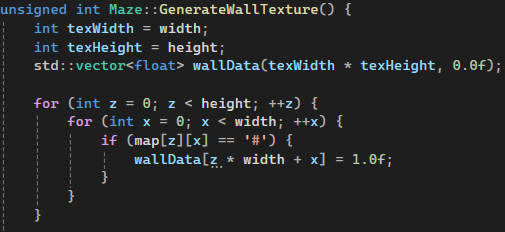 unsigned int Maze::GenerateWallTexture() {
    int texWidth = width;
    int texHeight = height;
    std::vector<float> wallData(texWidth * texHeight, 0.0f);

    for (int z = 0; z < height; ++z) {
        for (int x = 0; x < width; ++x) {
            if (map[z][x] == '#') {
                wallData[z * width + x] = 1.0f;
            }
        }
    }